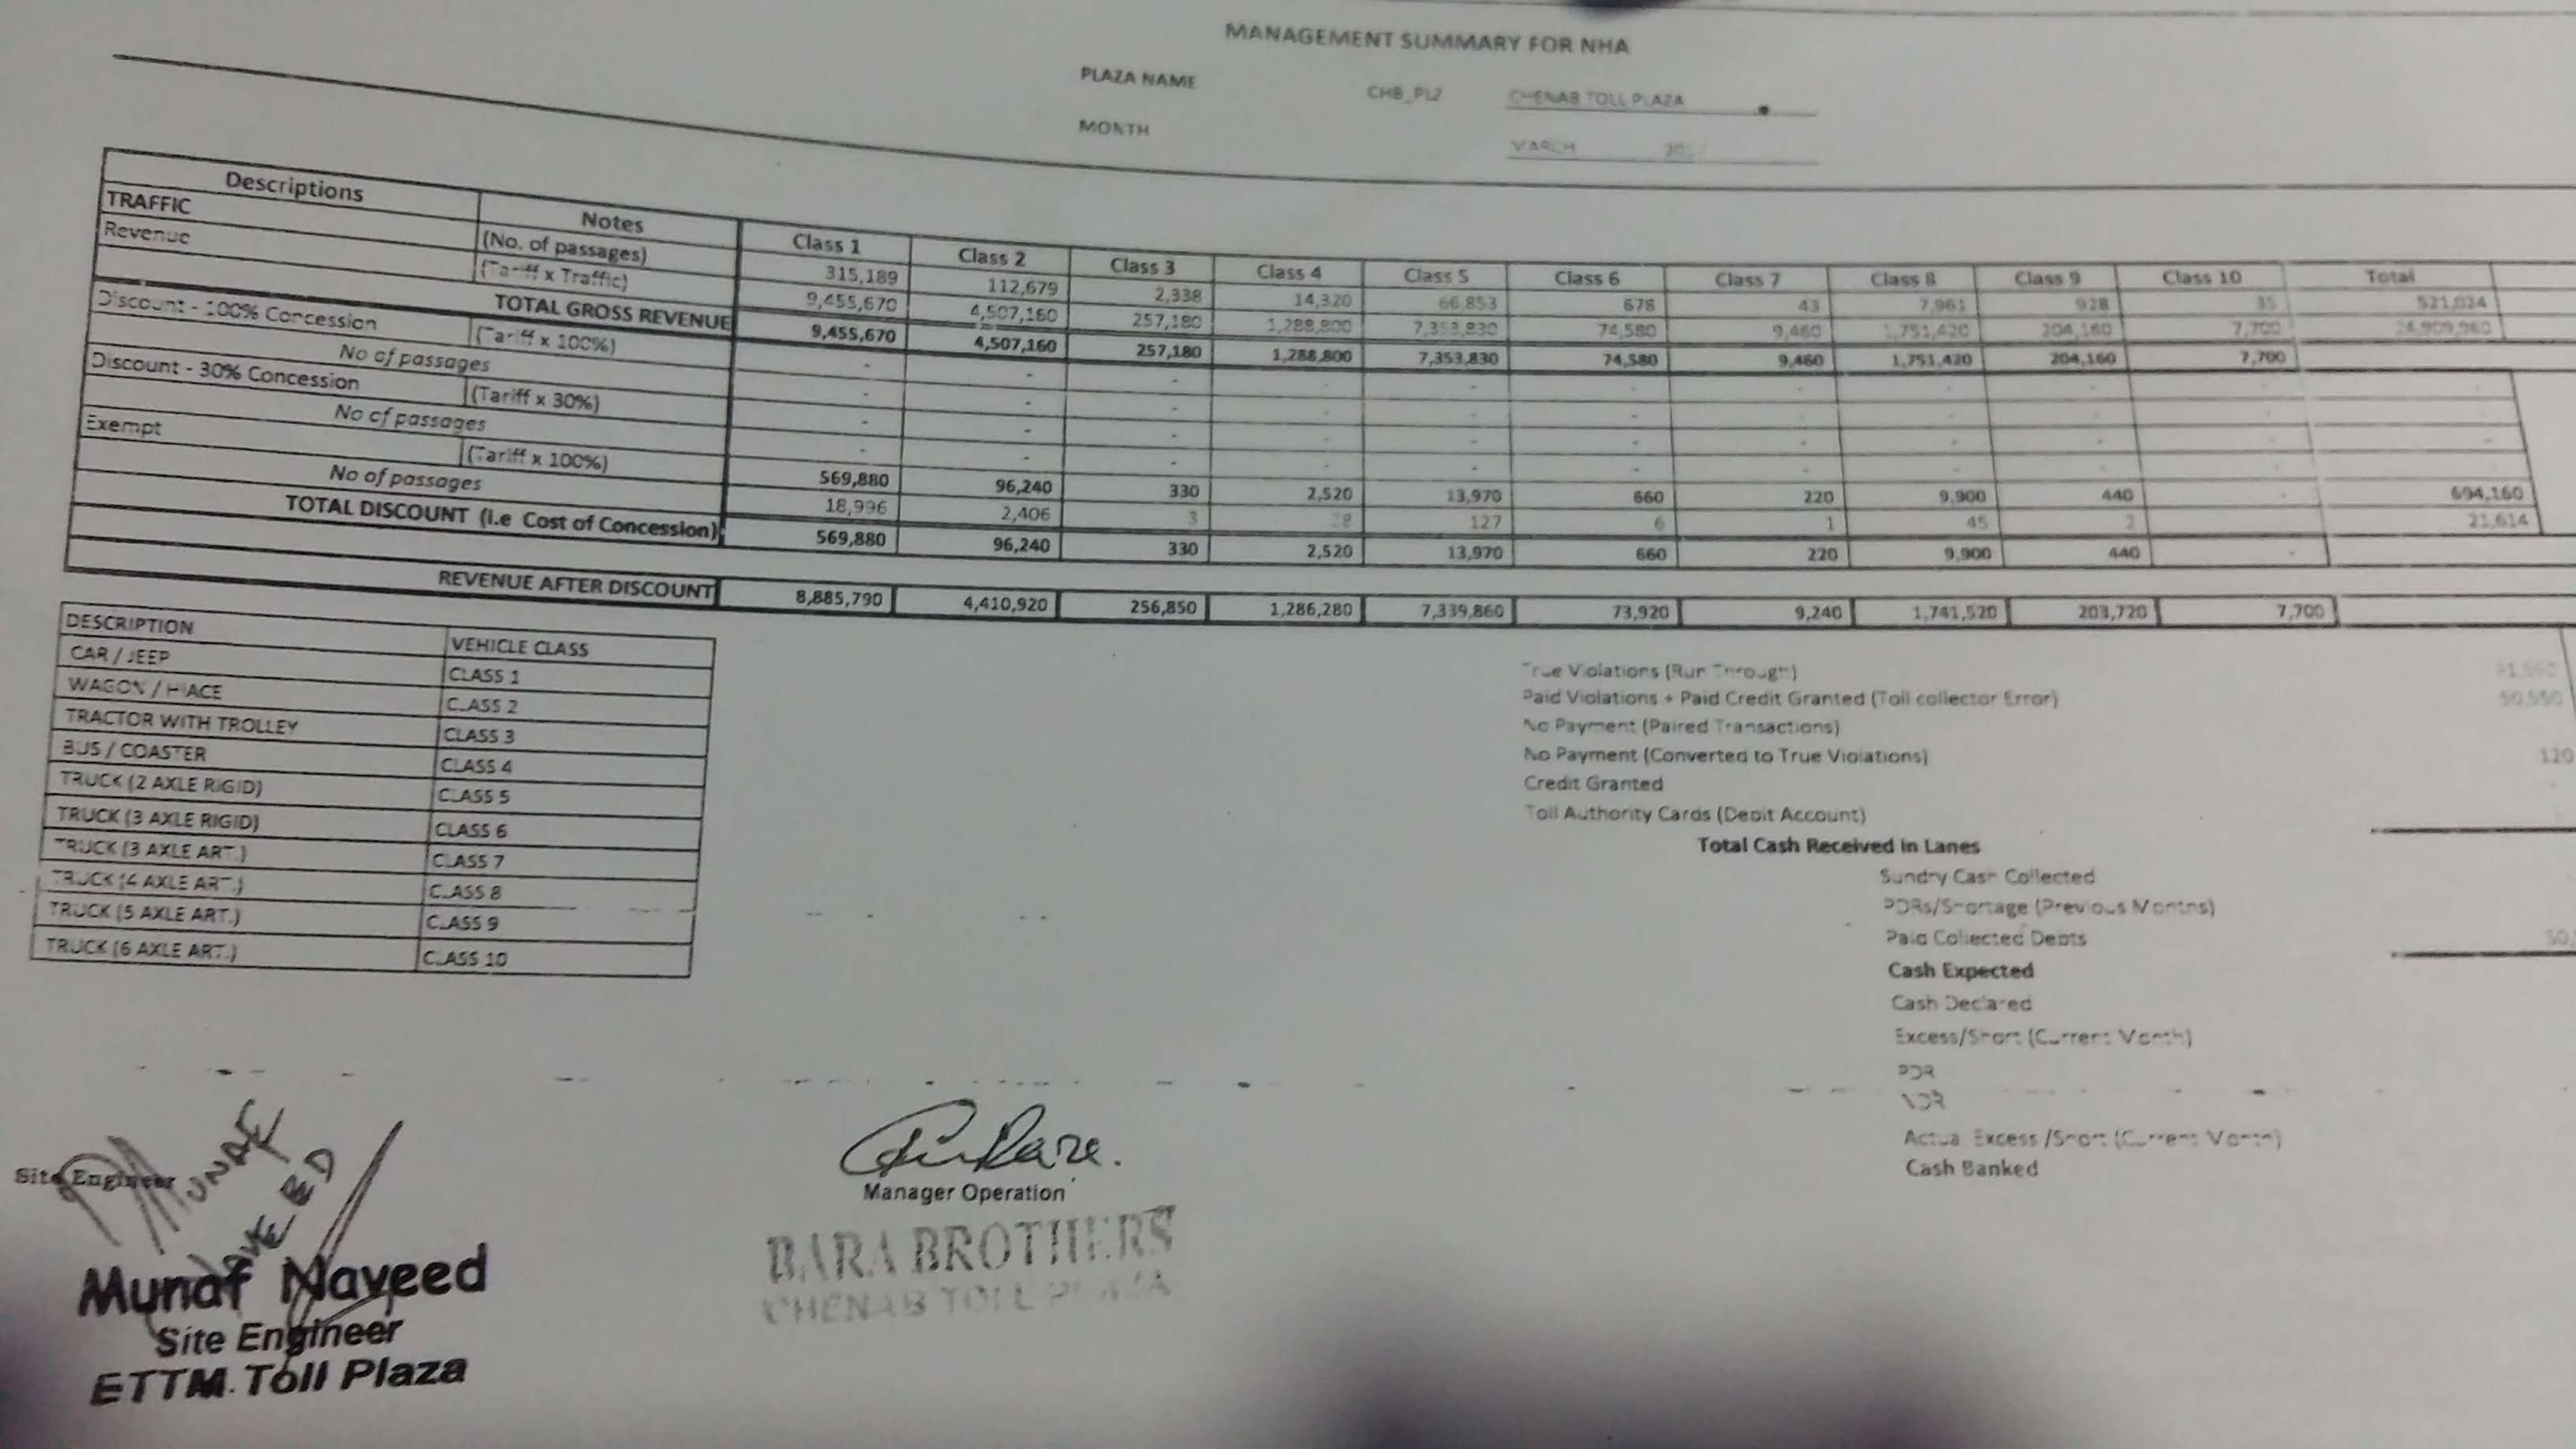 MANAGEMENT SUMMARY FOR NHA
PLAZA NAME CHB_PLZ CHENAB TOLL PLAZA
MONTH MARCH
Descriptions Notes Class 1 Class 2 Class 3 Class 4 Class 5 Class 6 Class 7 Class 8 Class 9 Class 10 Total
TRAFFIC (No. of passages) 315,189 112,679 2,338 14,320 66,853 678 43 7,961 928 35 521,024
Revenue (Tariff x Traffic) 9,455,670 4,507,160 257,180 1,288,800 7,353,830 74,580 9,460 1,751,420 204,160 7,700 24,909,960
TOTAL GROSS REVENUE 9,455,670 4,507,160 257,180 1,288,800 7,353,830 74,580 9,460 1,751,420 204,160 7,700
Discount - 100% Concession (Tariff x 100%) - - - - - - - - - - -
No of passages - - - - - - - - - - -
Discount - 30% Concession (Tariff x 30%) - - - - - - - - - - -
No of passages - - - - - - - - - - -
Exempt (Tariff x 100%) 569,880 96,240 330 2,520 13,970 660 220 9,900 440 - 694,160
No of passages 18,996 2,406 3 28 127 6 1 45 2 21,614
TOTAL DISCOUNT (i.e Cost of Concession) 569,880 96,240 330 2,520 13,970 660 220 9,900 440 -
REVENUE AFTER DISCOUNT 8,885,790 4,410,920 256,850 1,286,280 7,339,860 73,920 9,240 1,741,520 203,720 7,700
DESCRIPTION VEHICLE CLASS
CAR / JEEP CLASS 1
WAGON / HIACE CLASS 2
TRACTOR WITH TROLLEY CLASS 3
BUS / COASTER CLASS 4
TRUCK (2 AXLE RIGID) CLASS 5
TRUCK (3 AXLE RIGID) CLASS 6
TRUCK (3 AXLE ART.) CLASS 7
TRUCK (4 AXLE ART.) CLASS 8
TRUCK (5 AXLE ART.) CLASS 9
TRUCK (6 AXLE ART.) CLASS 10
True Violations (Run Through)
Paid Violations + Paid Credit Granted (Toll collector Error) 50,550
No Payment (Paired Transactions)
No Payment (Converted to True Violations) 120
Credit Granted
Toll Authority Cards (Debit Account)
Total Cash Received In Lanes
Sundry Cash Collected
PDRs/Shortage (Previous Months)
Paid Collected Debts
Cash Expected
Cash Declared
Excess/Short (Current Month)
PDR
NDR
Actual Excess /Short (Current Month)
Cash Banked
Site Engineer
MUNAF
NAVEED
Munaf Naveed
Site Engineer
ETTM. Toll Plaza
Manager Operation
BARA BROTHERS
CHENAB TOLL PLAZA